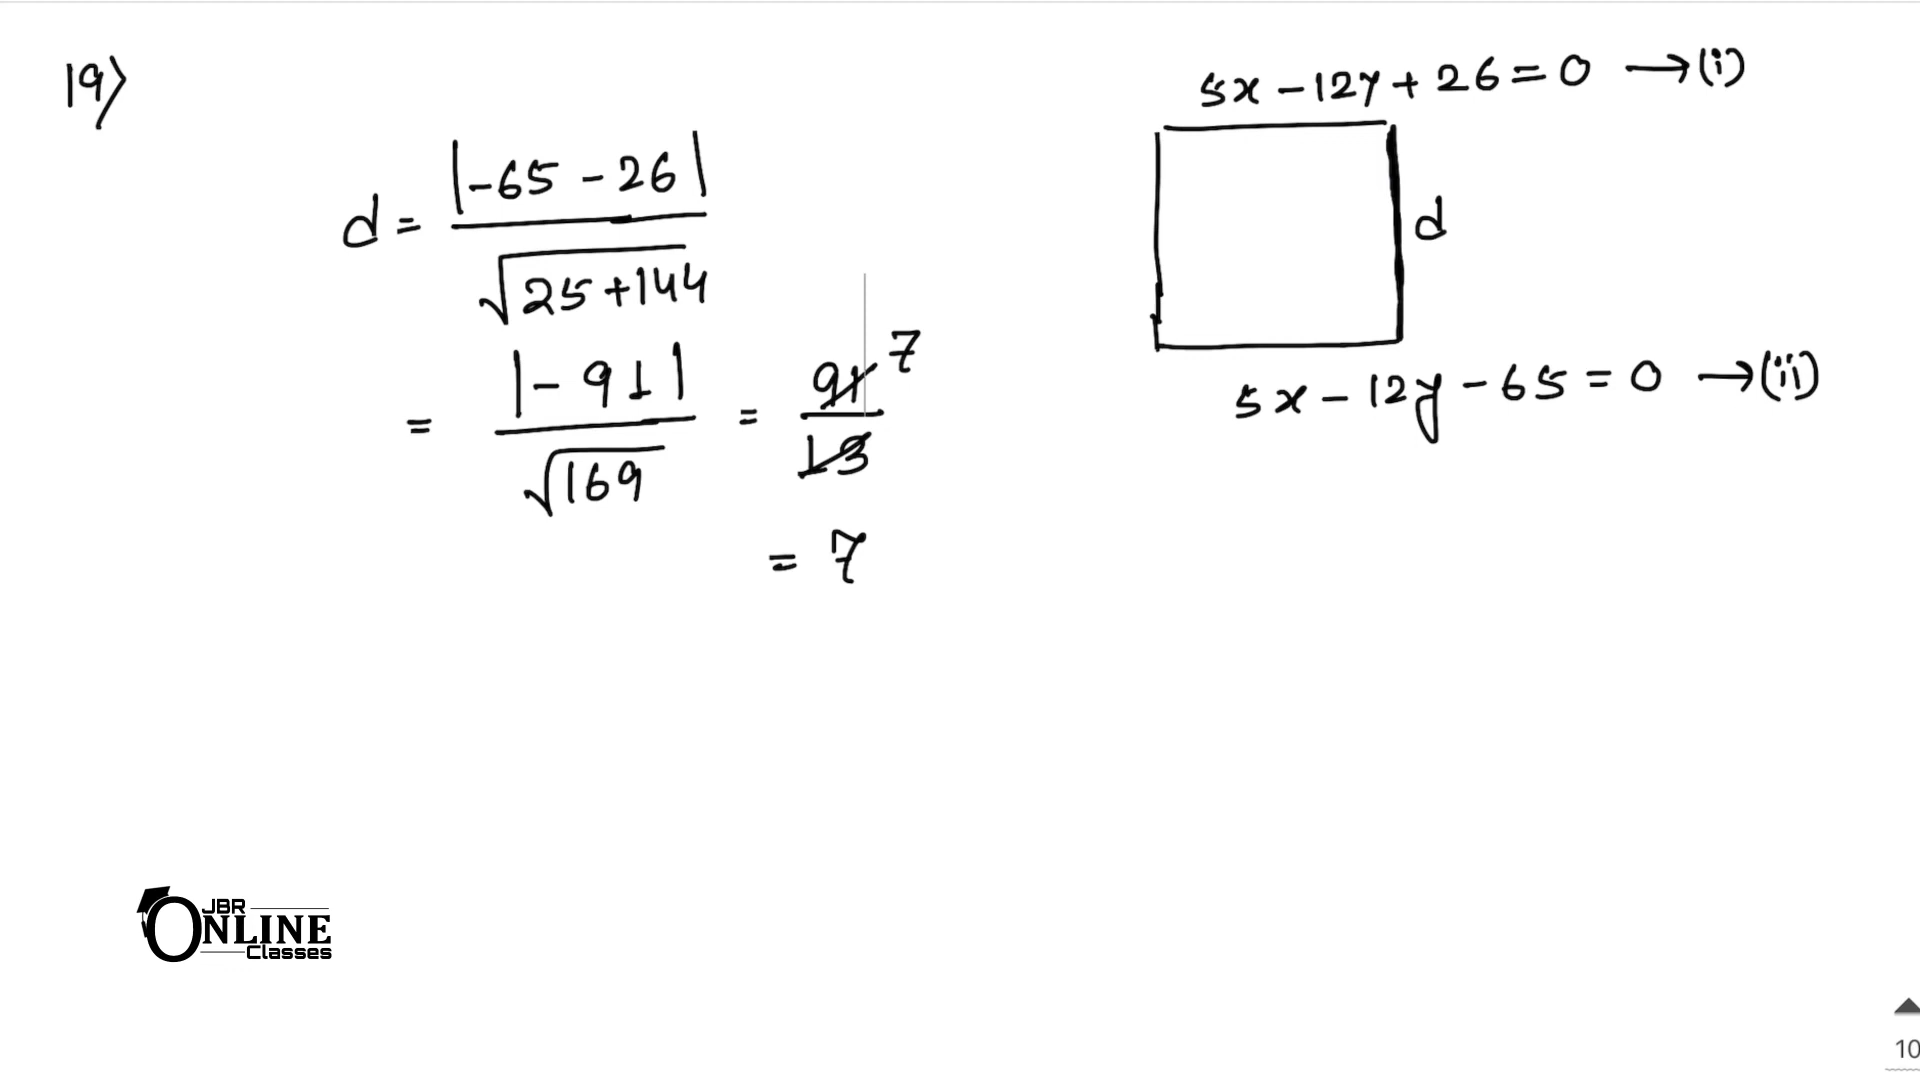 19)
5x - 12y + 26 = 0 → (i)
d = |-65 - 26| / √25+144
d
= |-91| / √169 = 91 / 13 7
5x - 12y - 65 = 0 → (ii)
= 7
JBR
ONLINE
Classes
10